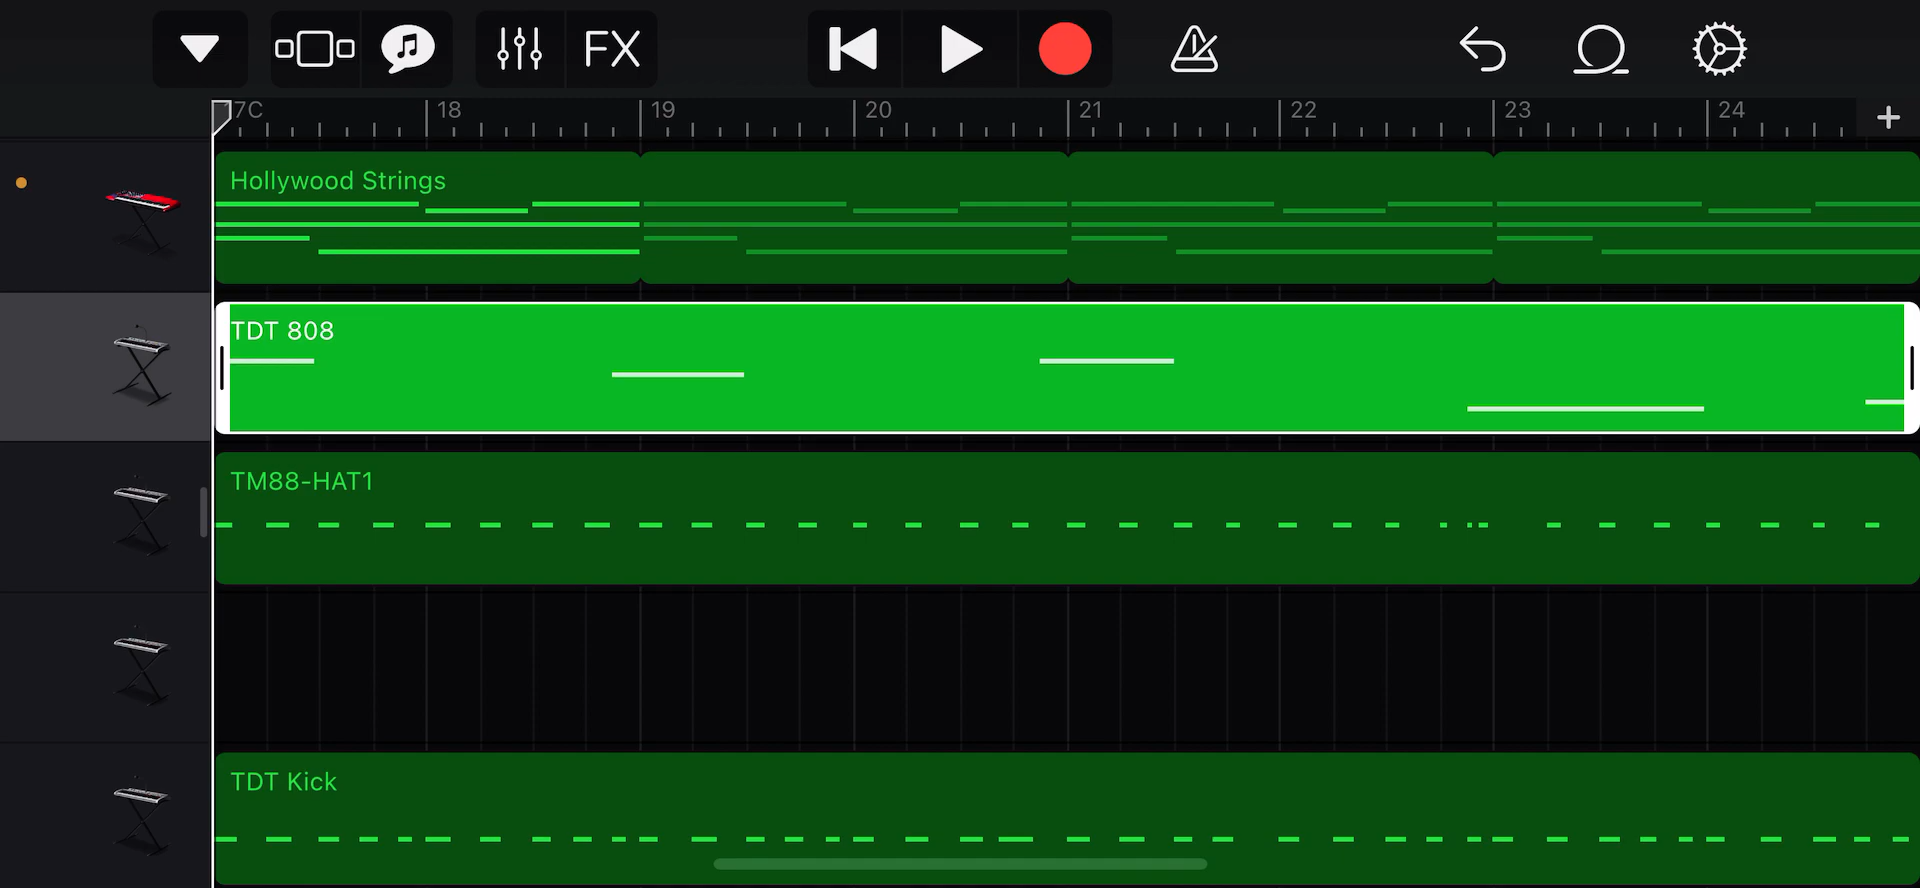 FX
7C 18 19 20 21 22 23 24
Hollywood Strings
TDT 808
TM88-HAT1
TDT Kick